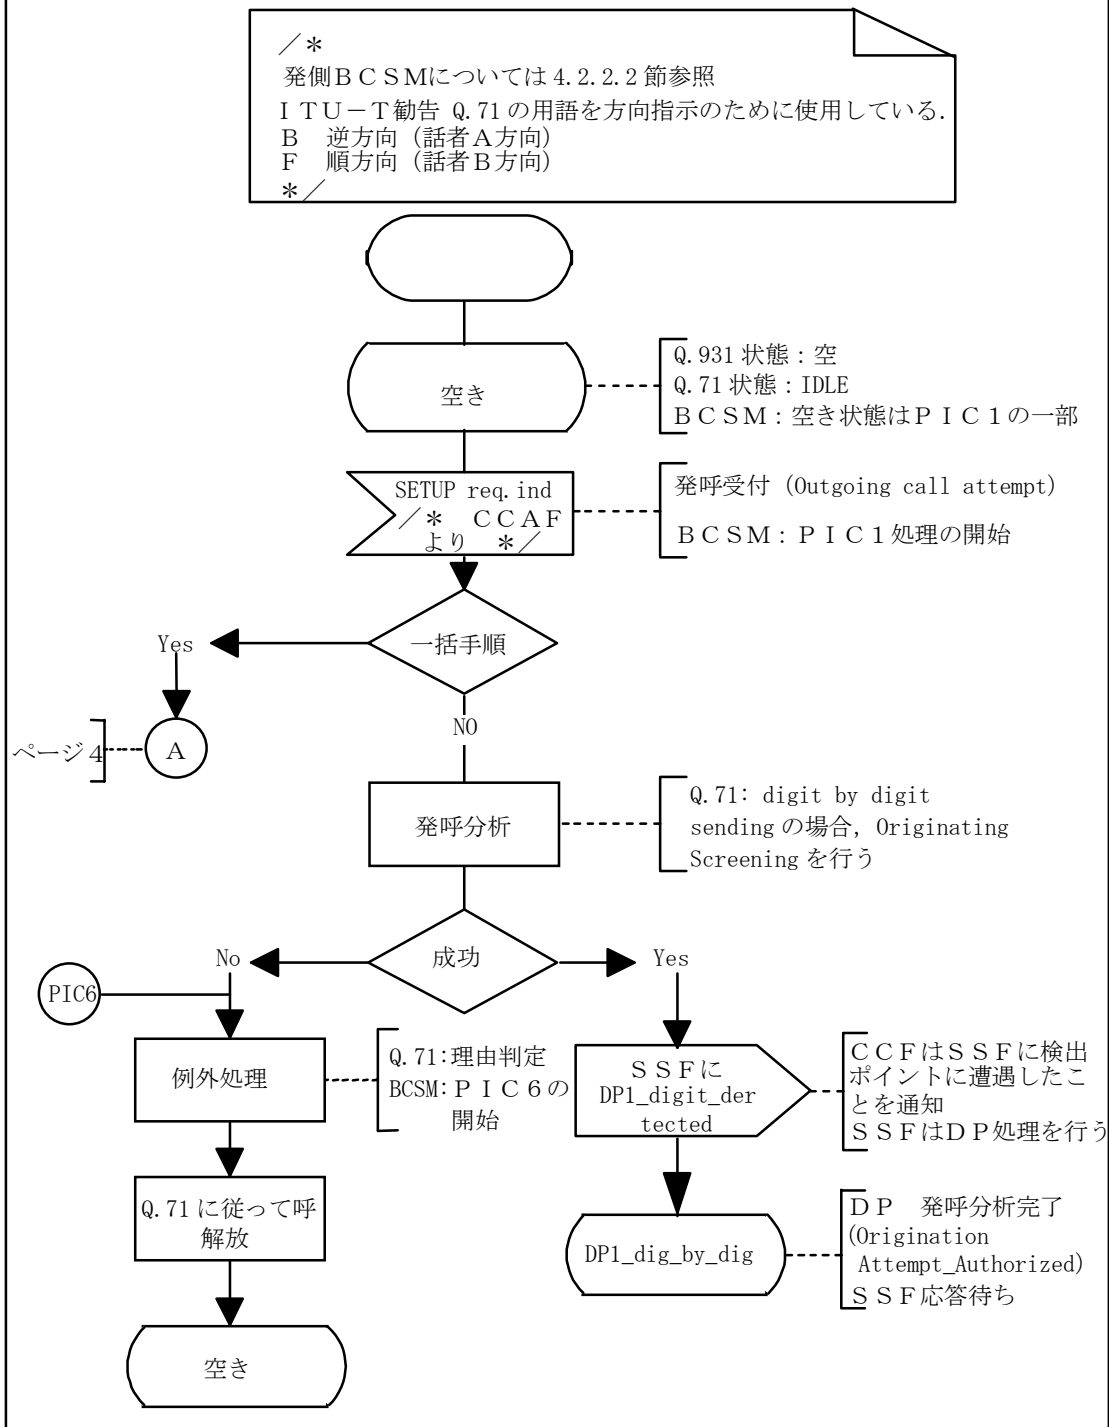 ／＊
発側ＢＣＳＭについては 4.2.2.2 節参照
ＩＴＵ－Ｔ勧告 Q.71 の用語を方向指示のために使用している.
Ｂ　逆方向（話者Ａ方向）
Ｆ　順方向（話者Ｂ方向）
＊／
空き
Q.931 状態：空
Q.71 状態：IDLE
ＢＣＳＭ：空き状態はＰＩＣ１の一部
SETUP req.ind
／＊　ＣＣＡＦ
より　＊／
発呼受付（Outgoing call attempt）
ＢＣＳＭ：ＰＩＣ１処理の開始
一括手順
Yes
NO
ページ４
Ａ
発呼分析
Q.71: digit by digit
sending の場合, Originating
Screening を行う
成功
No
Yes
PIC6
例外処理
Q.71:理由判定
BCSM:ＰＩＣ６の
開始
ＳＳＦに
DP1_digit_der
tected
ＣＣＦはＳＳＦに検出
ポイントに遭遇したこ
とを通知
ＳＳＦはＤＰ処理を行う
Q.71 に従って呼
解放
DP1_dig_by_dig
ＤＰ　発呼分析完了
(Origination
Attempt_Authorized)
ＳＳＦ応答待ち
空き